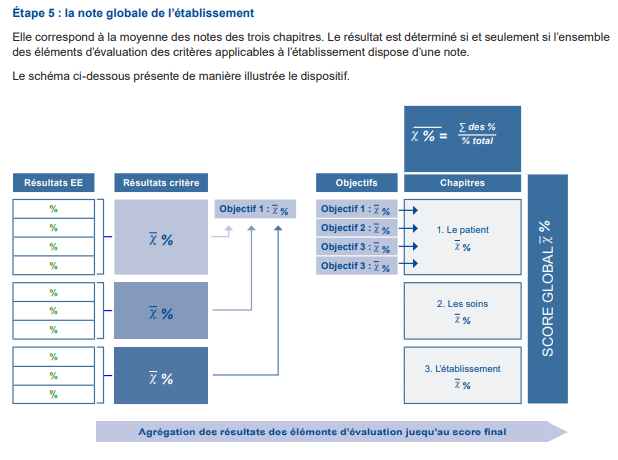 Étape 5 : la note globale de l’établissement
Elle correspond à la moyenne des notes des trois chapitres. Le résultat est déterminé si et seulement si l’ensemble
des éléments d’évaluation des critères applicables à l’établissement dispose d’une note.
Le schéma ci-dessous présente de manière illustrée le dispositif.
χ̅ % = ∑ des % / % total
Résultats EE
Résultats critère
Objectifs
Chapitres
%
%
%
%
χ̅ %
Objectif 1 : χ̅ %
Objectif 1 : χ̅ %
Objectif 2 : χ̅ %
Objectif 3 : χ̅ %
Objectif 3 : χ̅ %
1. Le patient
χ̅ %
%
%
%
χ̅ %
2. Les soins
χ̅ %
%
%
%
χ̅ %
3. L’établissement
χ̅ %
SCORE GLOBAL χ̅ %
Agrégation des résultats des éléments d’évaluation jusqu’au score final